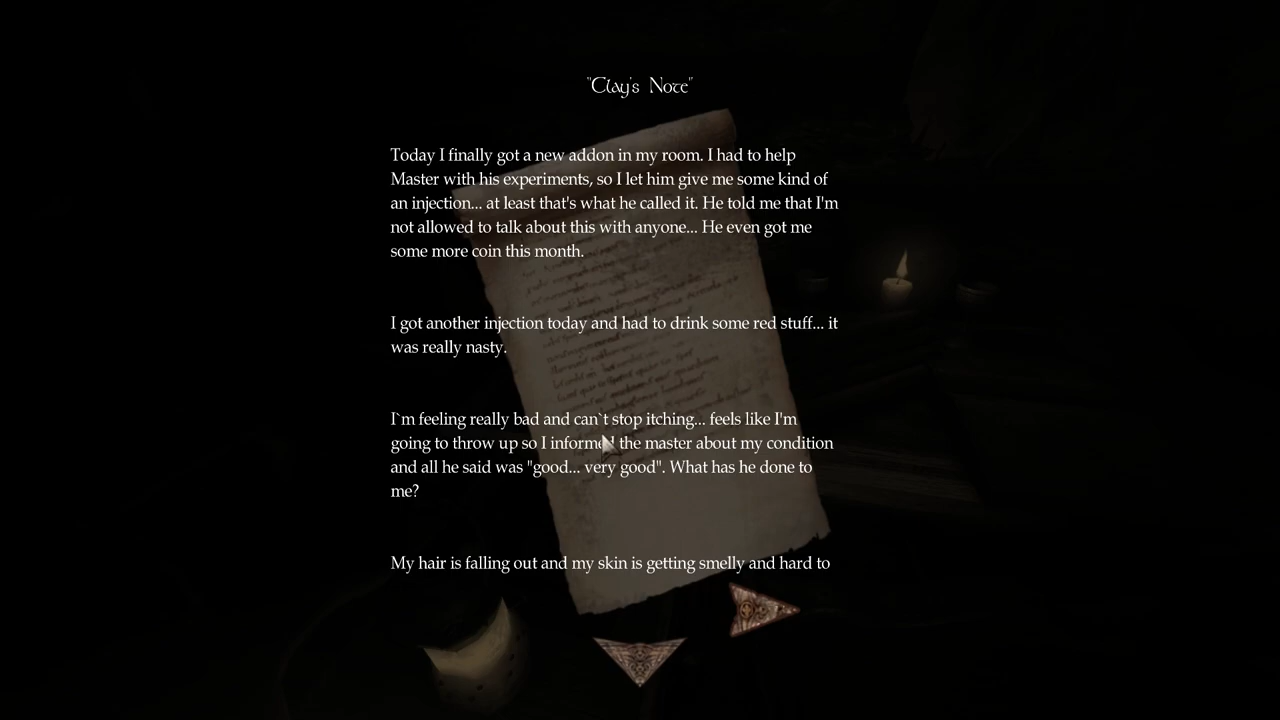 "Clay's Note"
Today I finally got a new addon in my room. I had to help
Master with his experiments, so I let him give me some kind of
an injection... at least that's what he called it. He told me that I'm
not allowed to talk about this with anyone... He even got me
some more coin this month.
I got another injection today and had to drink some red stuff... it
was really nasty.
I`m feeling really bad and can`t stop itching... feels like I'm
going to throw up so I informed the master about my condition
and all he said was "good... very good". What has he done to
me?
My hair is falling out and my skin is getting smelly and hard to